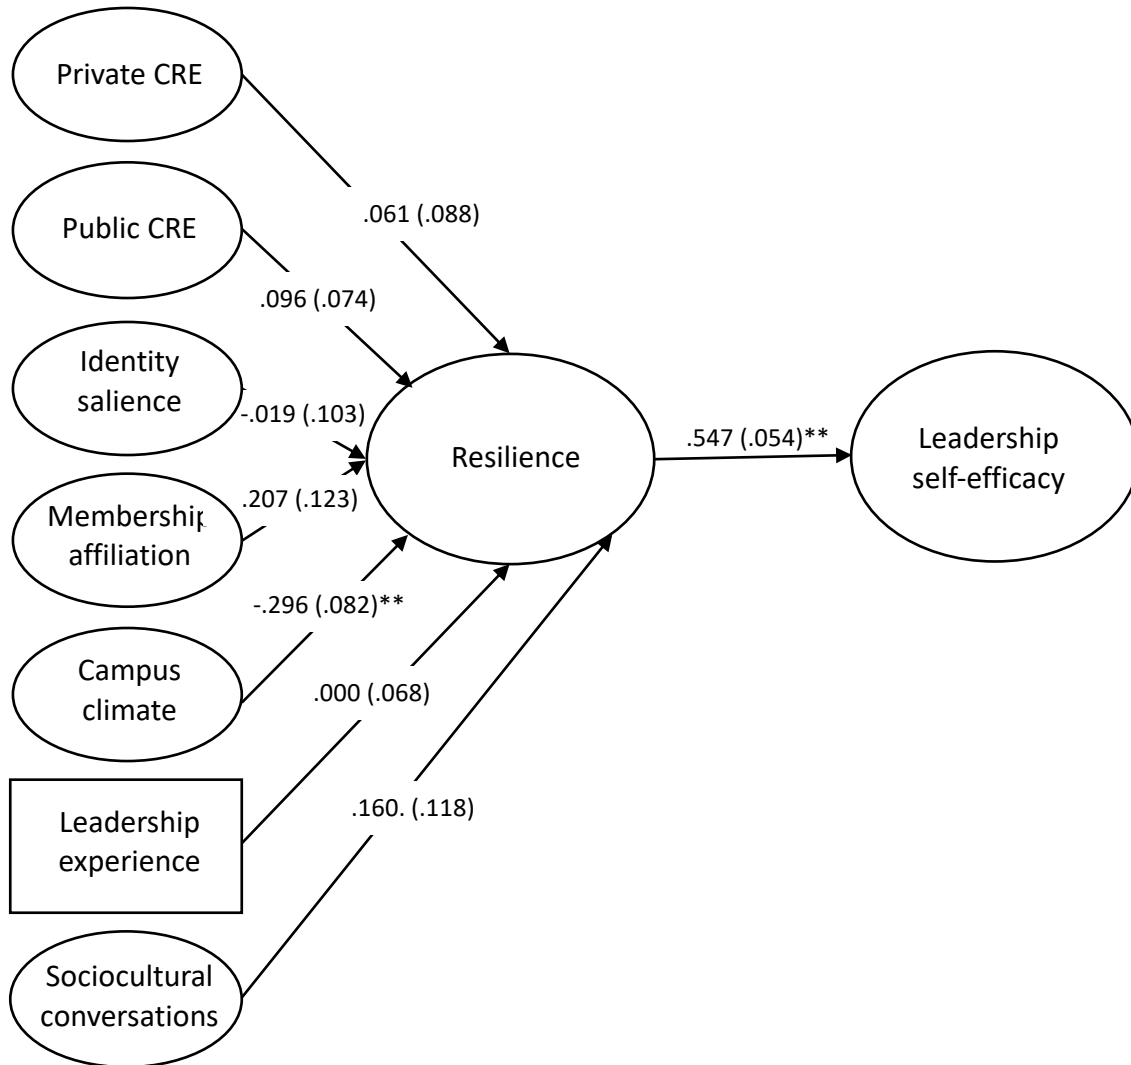 Private CRE
.061 (.088)
Public CRE
.096 (.074)
Identity
salience
-.019 (.103)
Resilience
.547 (.054)**
Leadership
self-efficacy
.207 (.123)
Membership
affiliation
-.296 (.082)**
Campus
climate
.000 (.068)
Leadership
experience
.160. (.118)
Sociocultural
conversations